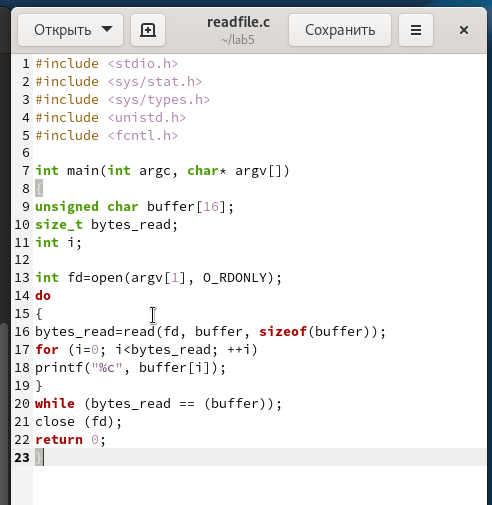 Открыть
readfile.c
~/lab5
Сохранить
1 #include <stdio.h>
2 #include <sys/stat.h>
3 #include <sys/types.h>
4 #include <unistd.h>
5 #include <fcntl.h>
6
7 int main(int argc, char* argv[])
8 {
9 unsigned char buffer[16];
10 size_t bytes_read;
11 int i;
12
13 int fd=open(argv[1], O_RDONLY);
14 do
15 {
16 bytes_read=read(fd, buffer, sizeof(buffer));
17 for (i=0; i<bytes_read; ++i)
18 printf("%c", buffer[i]);
19 }
20 while (bytes_read == (buffer));
21 close (fd);
22 return 0;
23 }